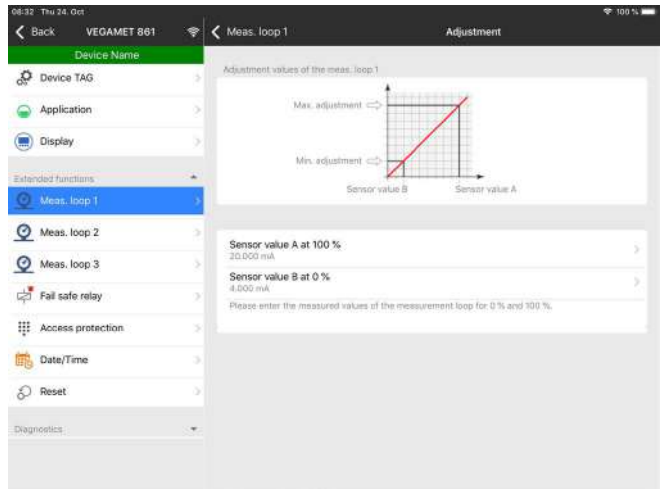 08:32 Thu 24. Oct
100 %
Back
VEGAMET 861
Meas. loop 1
Adjustment
Device Name
Device TAG
Application
Display
Extended functions
Meas. loop 1
Meas. loop 2
Meas. loop 3
Fail safe relay
Access protection
Date/Time
Reset
Diagnostics
Adjustment values of the meas. loop 1
Max. adjustment
Min. adjustment
Sensor value B
Sensor value A
Sensor value A at 100 %
20.000 mA
Sensor value B at 0 %
4.000 mA
Please enter the measured values of the measurement loop for 0 % and 100 %.